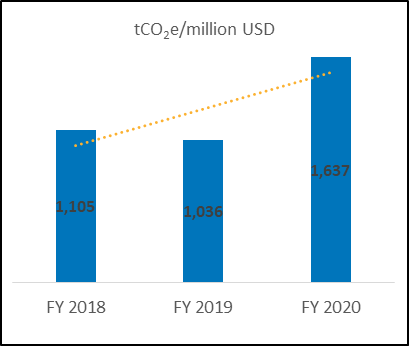 tCO₂e/million USD
1,105
1,036
1,637
FY 2018
FY 2019
FY 2020